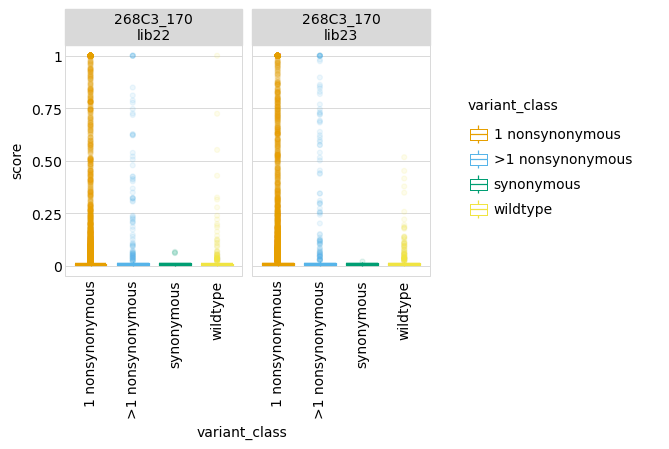 268C3_170
lib22
268C3_170
lib23
1
0.75
0.50
0.25
0
score
1 nonsynonymous
>1 nonsynonymous
synonymous
wildtype
1 nonsynonymous
>1 nonsynonymous
synonymous
wildtype
variant_class
variant_class
1 nonsynonymous
>1 nonsynonymous
synonymous
wildtype